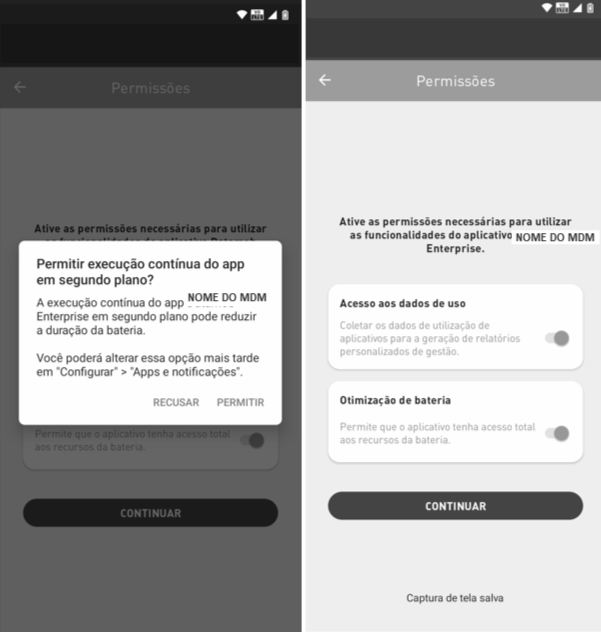 Permissões
Ative as permissões necessárias para utilizar
Permitir execução contínua do app
em segundo plano?
A execução contínua do app NOME DO MDM
Enterprise em segundo plano pode reduzir
a duração da bateria.
Você poderá alterar essa opção mais tarde
em "Configurar" > "Apps e notificações".
RECUSAR PERMITIR
Permite que o aplicativo tenha acesso total
aos recursos da bateria.
CONTINUAR
Permissões
Ative as permissões necessárias para utilizar
as funcionalidades do aplicativo NOME DO MDM
Enterprise.
Acesso aos dados de uso
Coletar os dados de utilização de
aplicativos para a geração de relatórios
personalizados de gestão.
Otimização de bateria
Permite que o aplicativo tenha acesso total
aos recursos da bateria.
CONTINUAR
Captura de tela salva